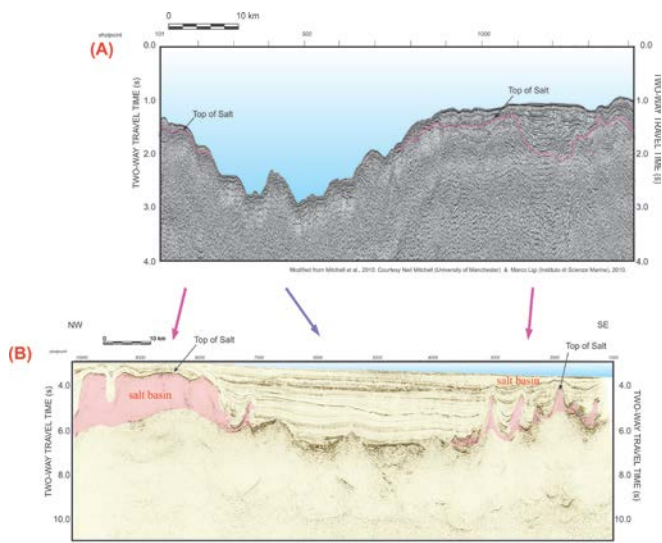 0 10 km
shotpoint 101 500 1000
(A)
0.0 0.0
Top of Salt
Top of Salt
1.0 1.0
2.0 2.0
3.0 3.0
4.0 4.0
TWO-WAY TRAVEL TIME (s)
TWO-WAY TRAVEL TIME (s)
Modified from Mitchell et al., 2010. Courtesy Neil Mitchell (University of Manchester) & Marco Ligi (Instituto di Scienze Marine), 2010.
NW SE
0 10 km
Top of Salt
Top of Salt
(B)
shotpoint
4.0 4.0
salt basin
salt basin
6.0 6.0
8.0 8.0
10.0 10.0
TWO-WAY TRAVEL TIME (s)
TWO-WAY TRAVEL TIME (s)